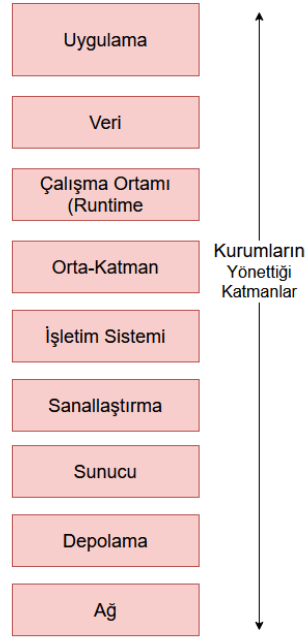 Uygulama
Veri
Çalışma Ortamı
(Runtime
Orta-Katman
İşletim Sistemi
Sanallaştırma
Sunucu
Depolama
Ağ
Kurumların
Yönettiği
Katmanlar